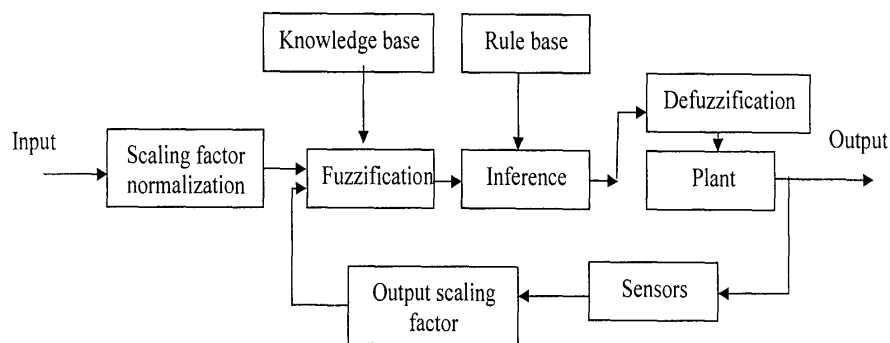 Knowledge base
Rule base
Defuzzification
Input
Output
Scaling factor
normalization
Fuzzification
Inference
Plant
Output scaling
factor
Sensors